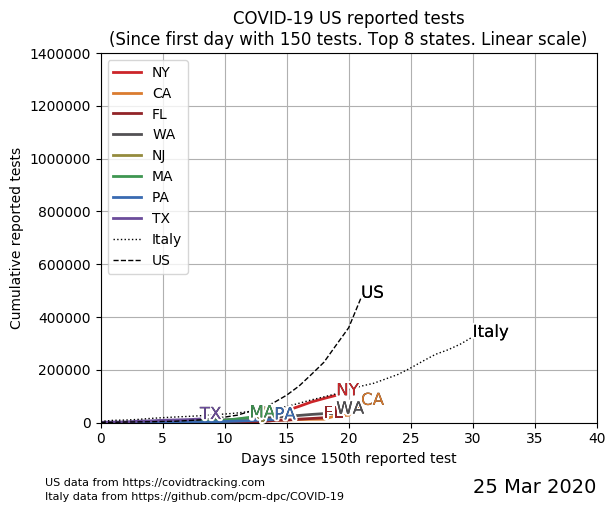 COVID-19 US reported tests
(Since first day with 150 tests. Top 8 states. Linear scale)
1400000
1200000
1000000
800000
600000
400000
200000
0
Cumulative reported tests
NY
CA
FL
WA
NJ
MA
PA
TX
Italy
US
US
Italy
NY
CA
WA
FL
PA
MA
TX
0 5 10 15 20 25 30 35 40
Days since 150th reported test
US data from https://covidtracking.com
Italy data from https://github.com/pcm-dpc/COVID-19
25 Mar 2020